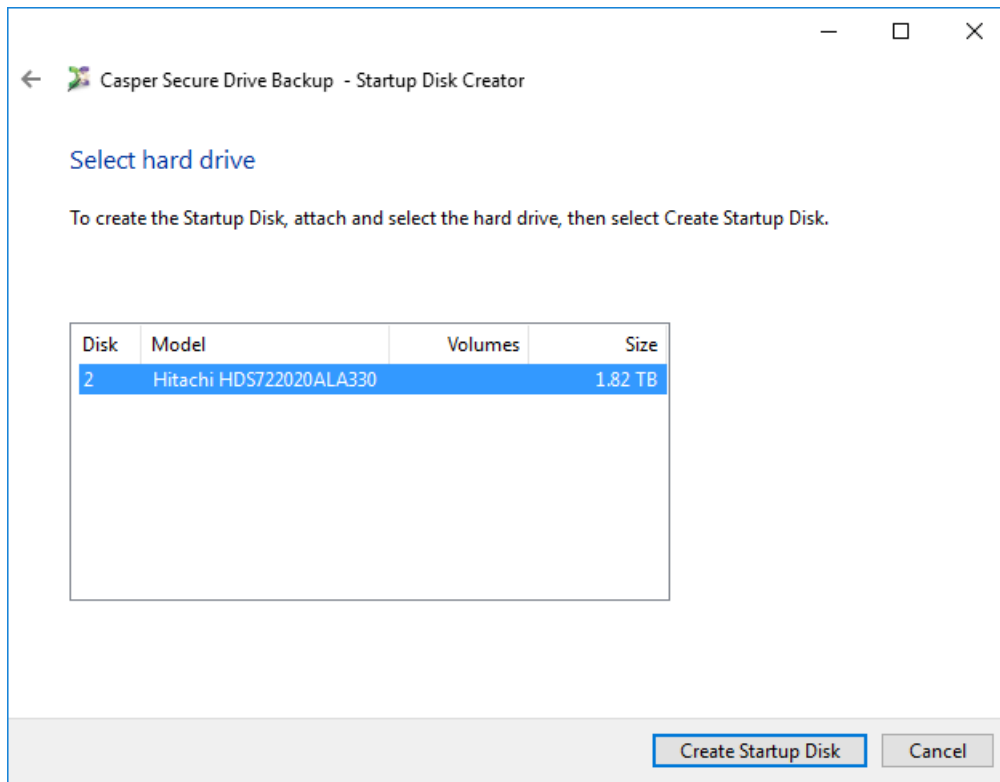 Casper Secure Drive Backup - Startup Disk Creator
Select hard drive
To create the Startup Disk, attach and select the hard drive, then select Create Startup Disk.
Disk Model Volumes Size
2 Hitachi HDS722020ALA330 1.82 TB
Create Startup Disk Cancel